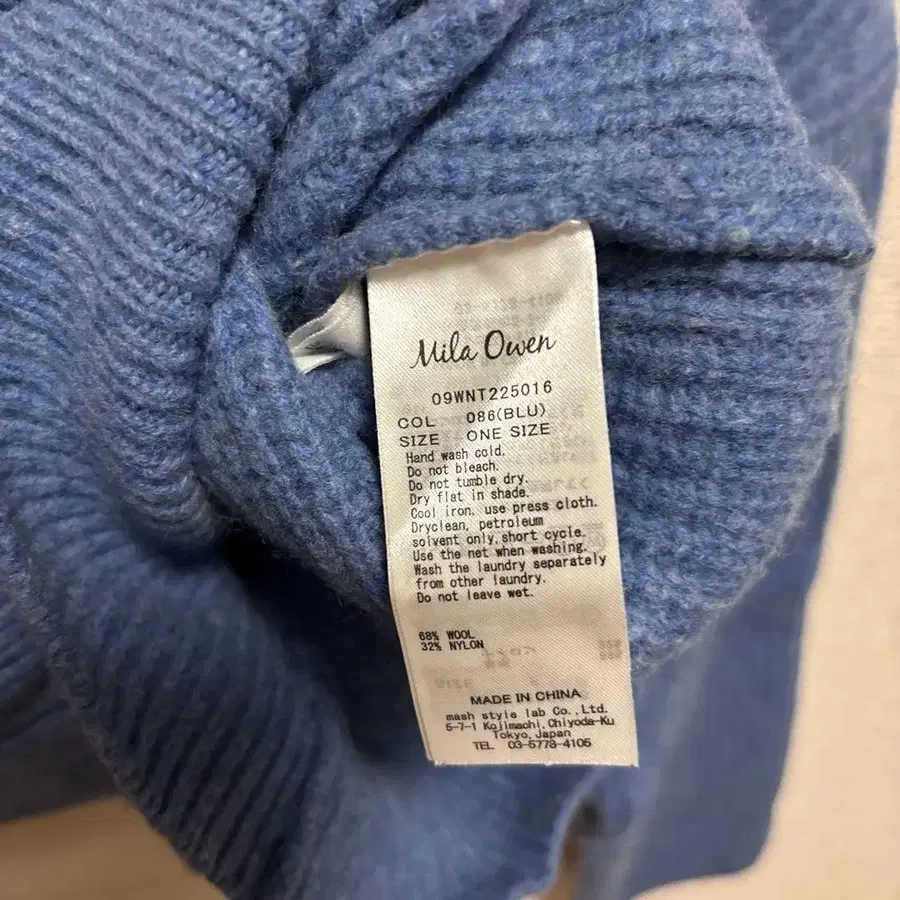 Mila Owen
09WNT225016
COL 086(BLU)
SIZE ONE SIZE
Hand wash cold.
Do not bleach.
Do not tumble dry.
Dry flat in shade.
Cool iron, use press cloth.
Dryclean, petroleum
solvent only, short cycle.
Use the net when washing.
Wash the laundry separately
from other laundry.
Do not leave wet.
68% WOOL
32% NYLON
MADE IN CHINA
mash style lab Co.,Ltd.
5-7-1 Kojimachi, Chiyoda-Ku
Tokyo, Japan
TEL 03-5778-4105